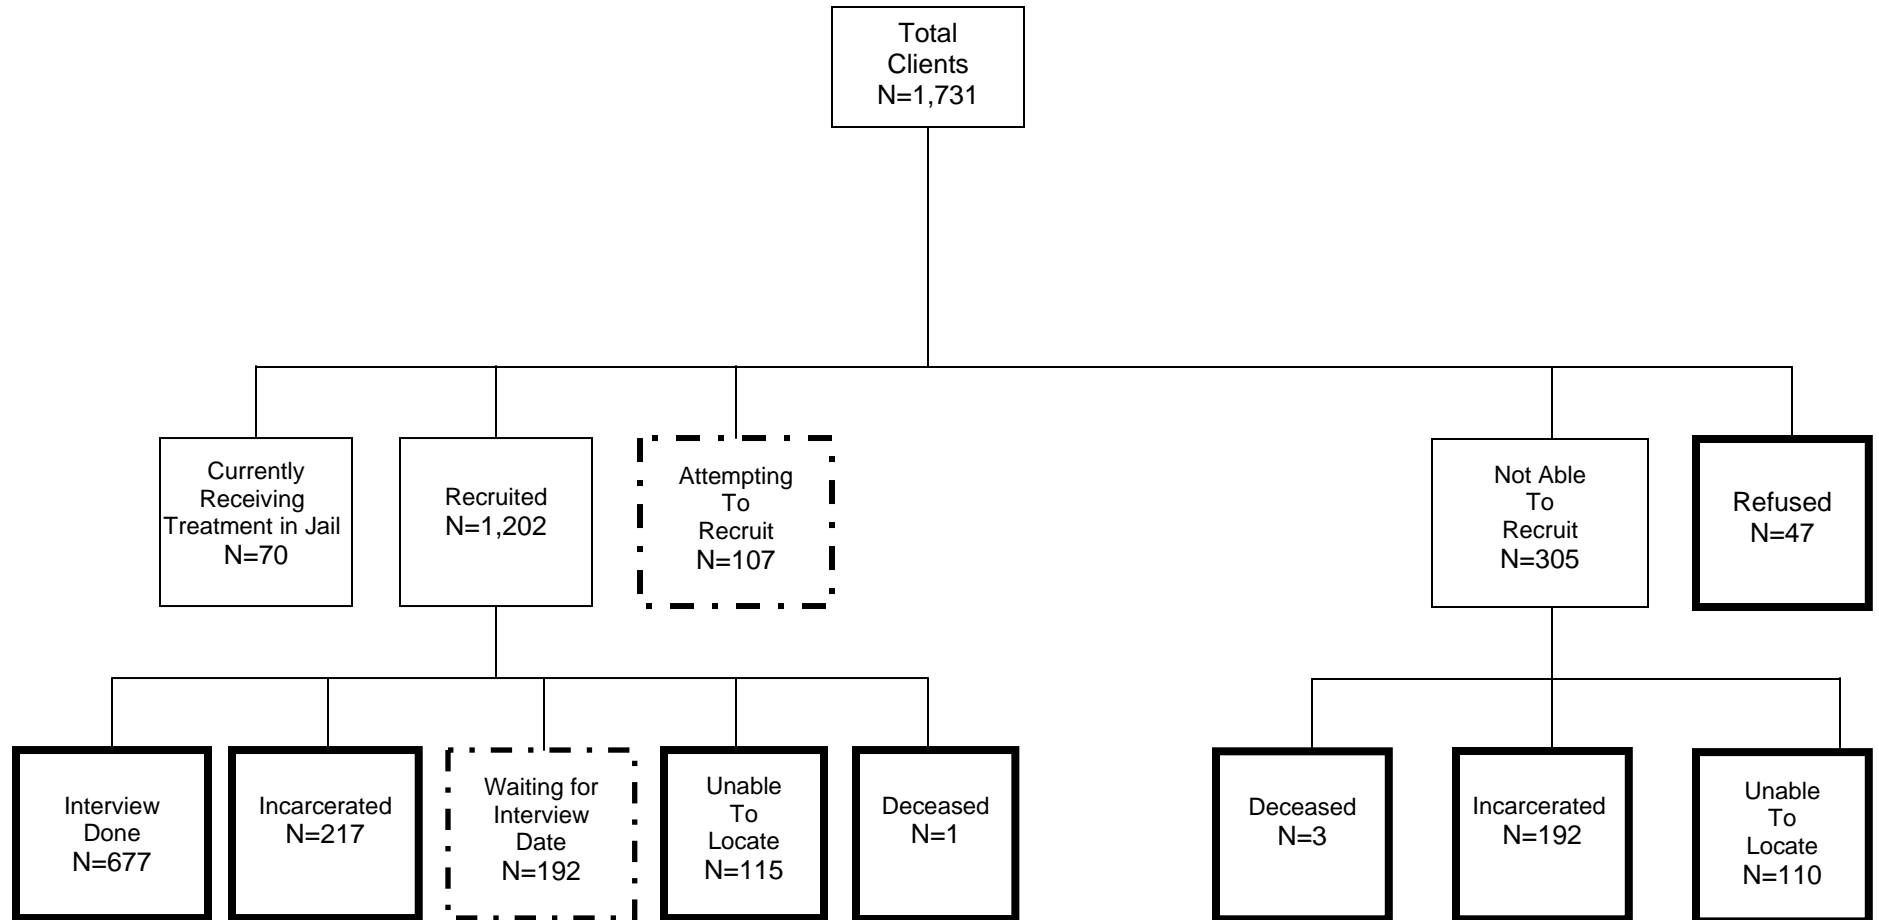 Total
Clients
N=1,731
Currently
Receiving
Treatment in Jail
N=70
Recruited
N=1,202
Attempting
To
Recruit
N=107
Not Able
To
Recruit
N=305
Refused
N=47
Interview
Done
N=677
Incarcerated
N=217
Waiting for
Interview
Date
N=192
Unable
To
Locate
N=115
Deceased
N=1
Deceased
N=3
Incarcerated
N=192
Unable
To
Locate
N=110